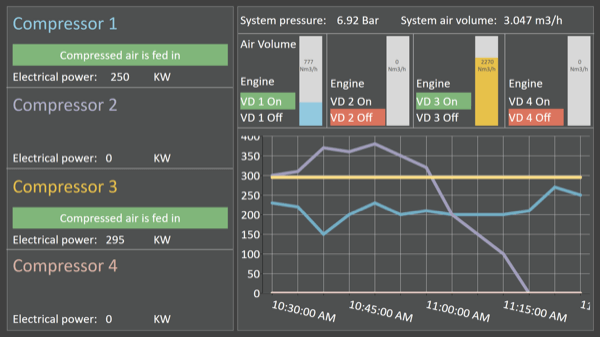 Compressor 1
Compressed air is fed in
Electrical power: 250 KW
Compressor 2
Electrical power: 0 KW
Compressor 3
Compressed air is fed in
Electrical power: 295 KW
Compressor 4
Electrical power: 0 KW
System pressure: 6.92 Bar System air volume: 3.047 m3/h
Air Volume
777
Nm3/h
Engine
VD 1 On
VD 1 Off
0
Nm3/h
Engine
VD 2 On
VD 2 Off
2270
Nm3/h
Engine
VD 3 On
VD 3 Off
0
Nm3/h
Engine
VD 4 On
VD 4 Off
400
350
300
250
200
150
100
50
0
10:30:00 AM
10:45:00 AM
11:00:00 AM
11:15:00 AM